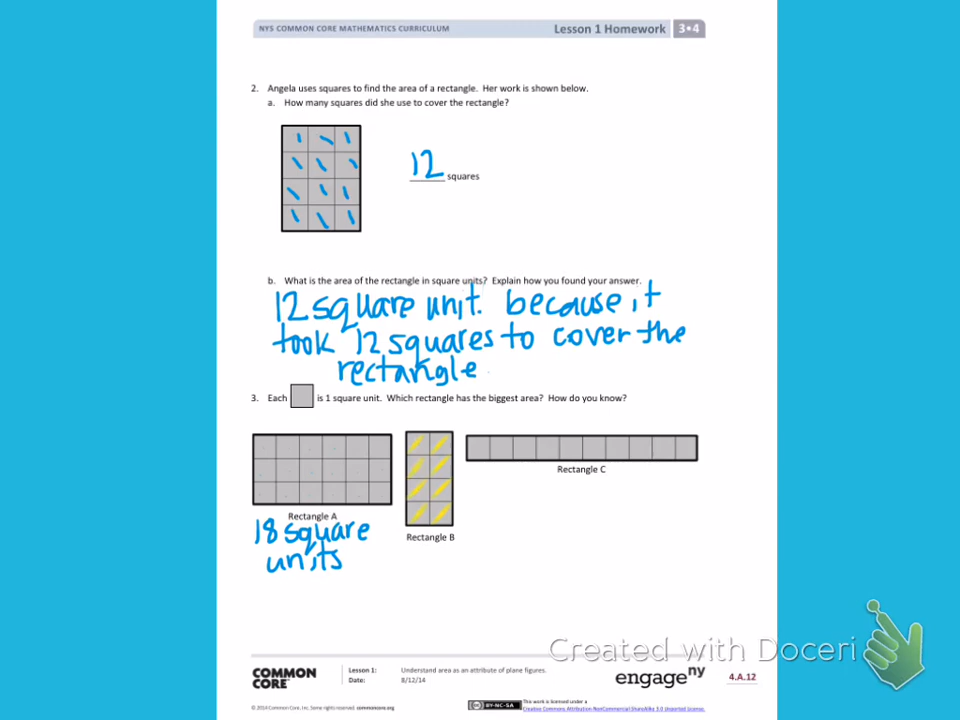 NYS COMMON CORE MATHEMATICS CURRICULUM Lesson 1 Homework 3•4
2. Angela uses squares to find the area of a rectangle. Her work is shown below.
a. How many squares did she use to cover the rectangle?
12 squares
b. What is the area of the rectangle in square units? Explain how you found your answer.
12 square unit. because it
took 12 squares to cover the
rectangle
3. Each is 1 square unit. Which rectangle has the biggest area? How do you know?
Rectangle C
Rectangle A
18 square
units
Rectangle B
Created with Doceri
COMMON CORE™
Lesson 1: Understand area as an attribute of plane figures.
Date: 8/12/14
engageny
4.A.12
© 2014 Common Core, Inc. Some rights reserved. commoncore.org
BY-NC-SA
This work is licensed under a
Creative Commons Attribution-NonCommercial-ShareAlike 3.0 Unported License.